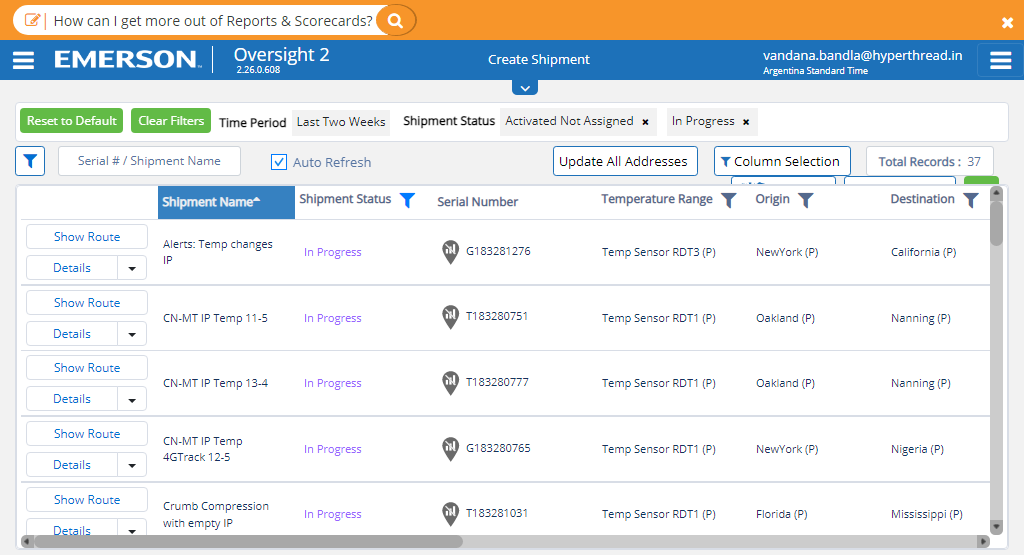 How can I get more out of Reports & Scorecards?
EMERSON.
Oversight 2
2.26.0.608
Create Shipment
vandana.bandla@hyperthread.in
Argentina Standard Time
Reset to Default
Clear Filters
Time Period
Last Two Weeks
Shipment Status
Activated Not Assigned ×
In Progress ×
Serial # / Shipment Name
Auto Refresh
Update All Addresses
Column Selection
Total Records : 37
Shipment Name
Shipment Status
Serial Number
Temperature Range
Origin
Destination
Show Route
Details
Alerts: Temp changes
IP
In Progress
G183281276
Temp Sensor RDT3 (P)
NewYork (P)
California (P)
Show Route
Details
CN-MT IP Temp 11-5
In Progress
T183280751
Temp Sensor RDT1 (P)
Oakland (P)
Nanning (P)
Show Route
Details
CN-MT IP Temp 13-4
In Progress
T183280777
Temp Sensor RDT1 (P)
Oakland (P)
Nanning (P)
Show Route
Details
CN-MT IP Temp
4GTrack 12-5
In Progress
G183280765
Temp Sensor RDT1 (P)
NewYork (P)
Nigeria (P)
Show Route
Details
Crumb Compression
with empty IP
In Progress
T183281031
Temp Sensor RDT1 (P)
Florida (P)
Mississippi (P)